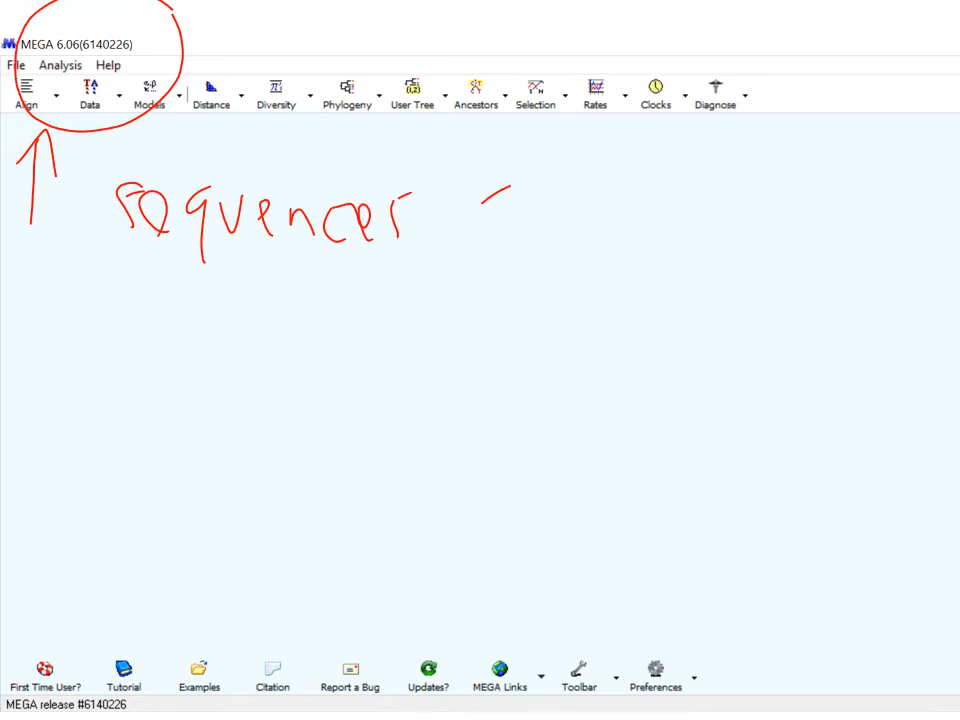 MEGA 6.06(6140226)
File Analysis Help
Align Data Models Distance Diversity Phylogeny User Tree Ancestors Selection Rates Clocks Diagnose
sequences
First Time User? Tutorial Examples Citation Report a Bug Updates? MEGA Links Toolbar Preferences
MEGA release #6140226